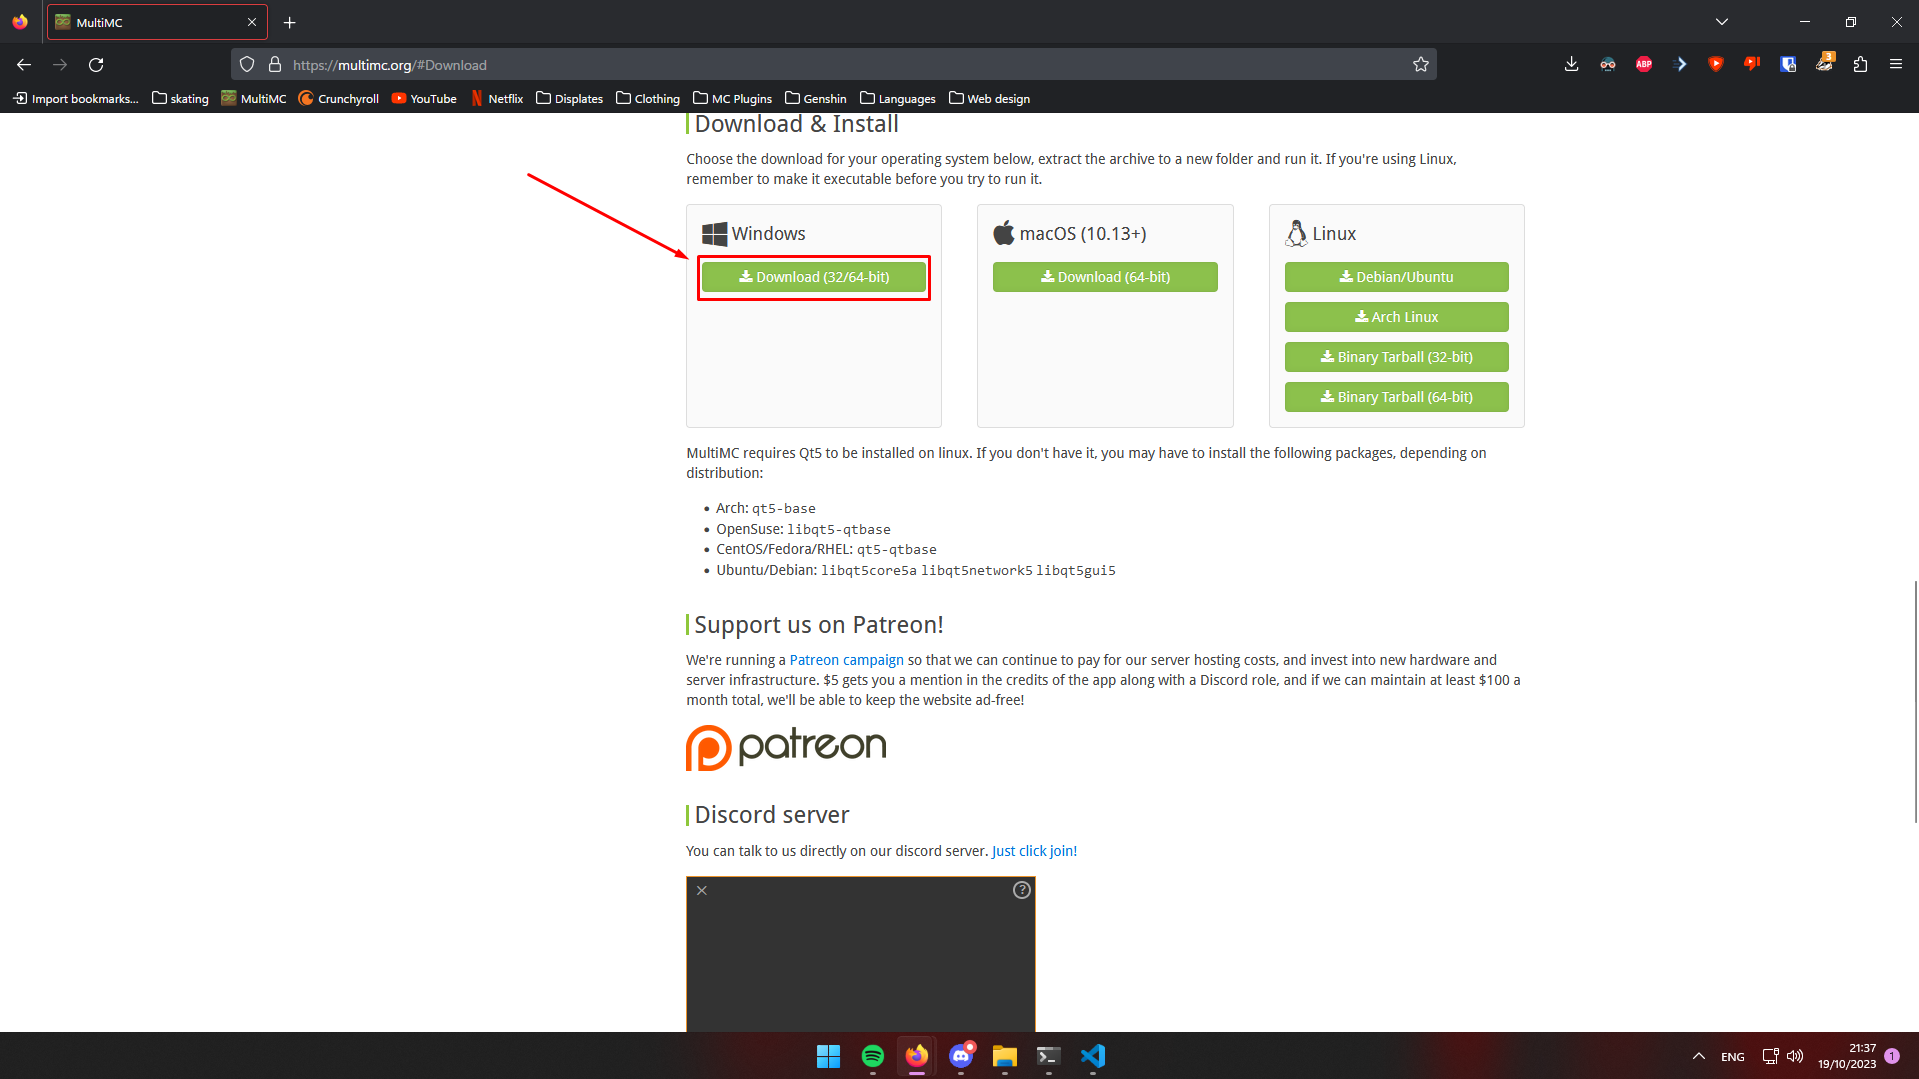 MultiMC
https://multimc.org/#Download
Import bookmarks... skating MultiMC Crunchyroll YouTube Netflix Displates Clothing MC Plugins Genshin Languages Web design
ABP
3
Download & Install
Choose the download for your operating system below, extract the archive to a new folder and run it. If you're using Linux,
remember to make it executable before you try to run it.
Windows
Download (32/64-bit)
macOS (10.13+)
Download (64-bit)
Linux
Debian/Ubuntu
Arch Linux
Binary Tarball (32-bit)
Binary Tarball (64-bit)
MultiMC requires Qt5 to be installed on linux. If you don't have it, you may have to install the following packages, depending on
distribution:
Arch: qt5-base
OpenSuse: libqt5-qtbase
CentOS/Fedora/RHEL: qt5-qtbase
Ubuntu/Debian: libqt5core5a libqt5network5 libqt5gui5
Support us on Patreon!
We're running a Patreon campaign so that we can continue to pay for our server hosting costs, and invest into new hardware and
server infrastructure. $5 gets you a mention in the credits of the app along with a Discord role, and if we can maintain at least $100 a
month total, we'll be able to keep the website ad-free!
patreon
Discord server
You can talk to us directly on our discord server. Just click join!
ENG
21:37
19/10/2023
1